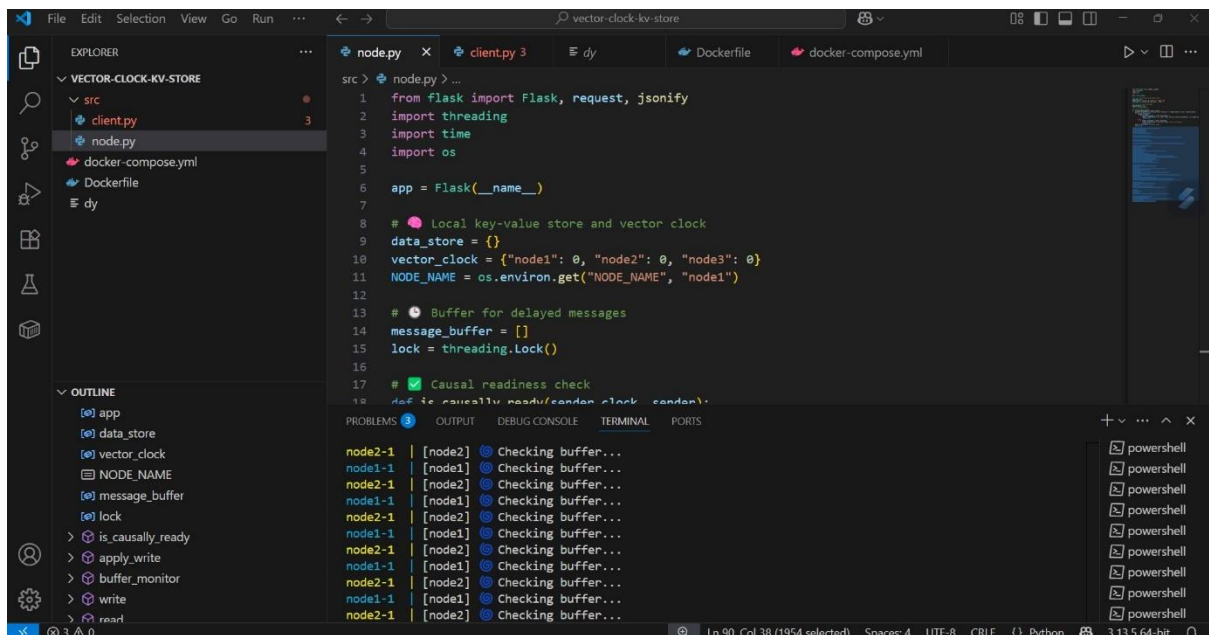 File Edit Selection View Go Run ...
vector-clock-kv-store
EXPLORER
VECTOR-CLOCK-KV-STORE
src
client.py 3
node.py
docker-compose.yml
Dockerfile
dy
OUTLINE
app
data_store
vector_clock
NODE_NAME
message_buffer
lock
is_causally_ready
apply_write
buffer_monitor
write
read
node.py
client.py 3
dy
Dockerfile
docker-compose.yml
src > node.py > ...
1 from flask import Flask, request, jsonify
2 import threading
3 import time
4 import os
5
6 app = Flask(__name__)
7
8 # 🧠 Local key-value store and vector clock
9 data_store = {}
10 vector_clock = {"node1": 0, "node2": 0, "node3": 0}
11 NODE_NAME = os.environ.get("NODE_NAME", "node1")
12
13 # 🕒 Buffer for delayed messages
14 message_buffer = []
15 lock = threading.Lock()
16
17 # ✅ Causal readiness check
18 def is_causally_ready(sender_clock, sender):
PROBLEMS 3 OUTPUT DEBUG CONSOLE TERMINAL PORTS
node2-1 | [node2] 🌀 Checking buffer...
node1-1 | [node1] 🌀 Checking buffer...
node2-1 | [node2] 🌀 Checking buffer...
node1-1 | [node1] 🌀 Checking buffer...
node2-1 | [node2] 🌀 Checking buffer...
node1-1 | [node1] 🌀 Checking buffer...
node2-1 | [node2] 🌀 Checking buffer...
node1-1 | [node1] 🌀 Checking buffer...
node2-1 | [node2] 🌀 Checking buffer...
node1-1 | [node1] 🌀 Checking buffer...
node2-1 | [node2] 🌀 Checking buffer...
powershell
powershell
powershell
powershell
powershell
powershell
powershell
powershell
powershell
3 0 Ln 90, Col 38 (1954 selected) Spaces: 4 UTF-8 CRLF {} Python 3.13.5 64-bit